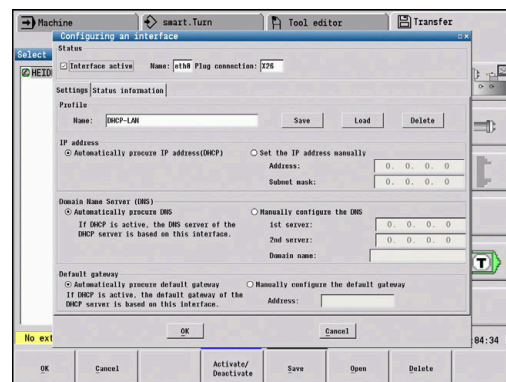 Machine
smart.Turn
Tool editor
Transfer
Configuring an interface
Select
HEID
Status
Interface active
Name: eth0 Plug connection: X26
Settings Status information
Profile
Name: DHCP-LAN
Save
Load
Delete
IP address
Automatically procure IP address(DHCP)
Set the IP address manually
Address: 0. 0. 0. 0
Subnet mask: 0. 0. 0. 0
Domain Name Server (DNS)
Automatically procure DNS
If DHCP is active, the DNS server of the
DHCP server is based on this interface.
Manually configure the DNS
1st server: 0. 0. 0. 0
2nd server: 0. 0. 0. 0
Domain name:
Default gateway
Automatically procure default gateway
If DHCP is active, the default gateway of the
DHCP server is based on this interface.
Manually configure the default gateway
Address:
OK
Cancel
T
No ext
:04:34
OK
Cancel
Activate/
Deactivate
Save
Open
Delete